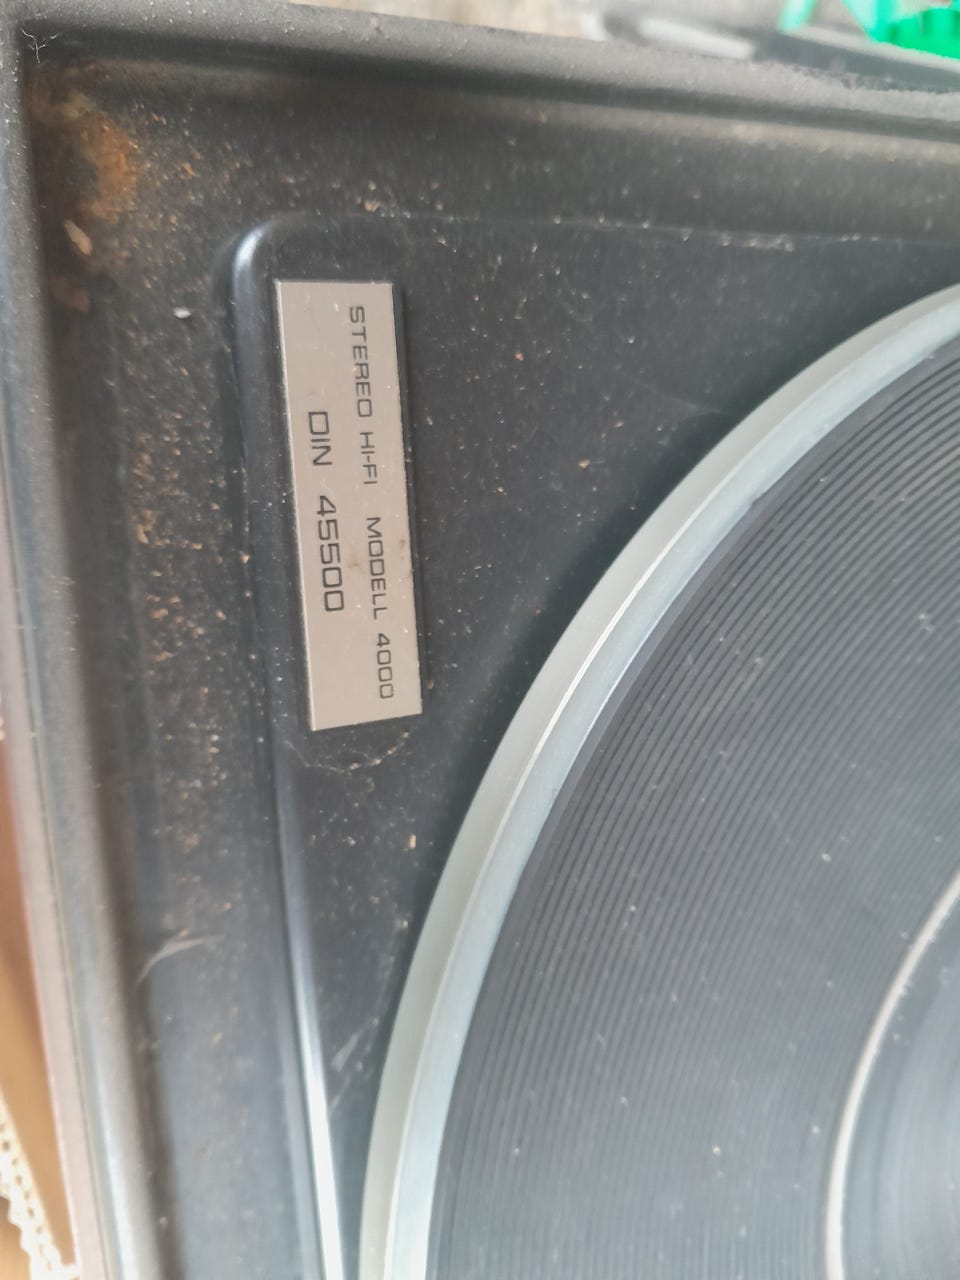 STEREO HI-FI MODELL 4000
DIN 45500